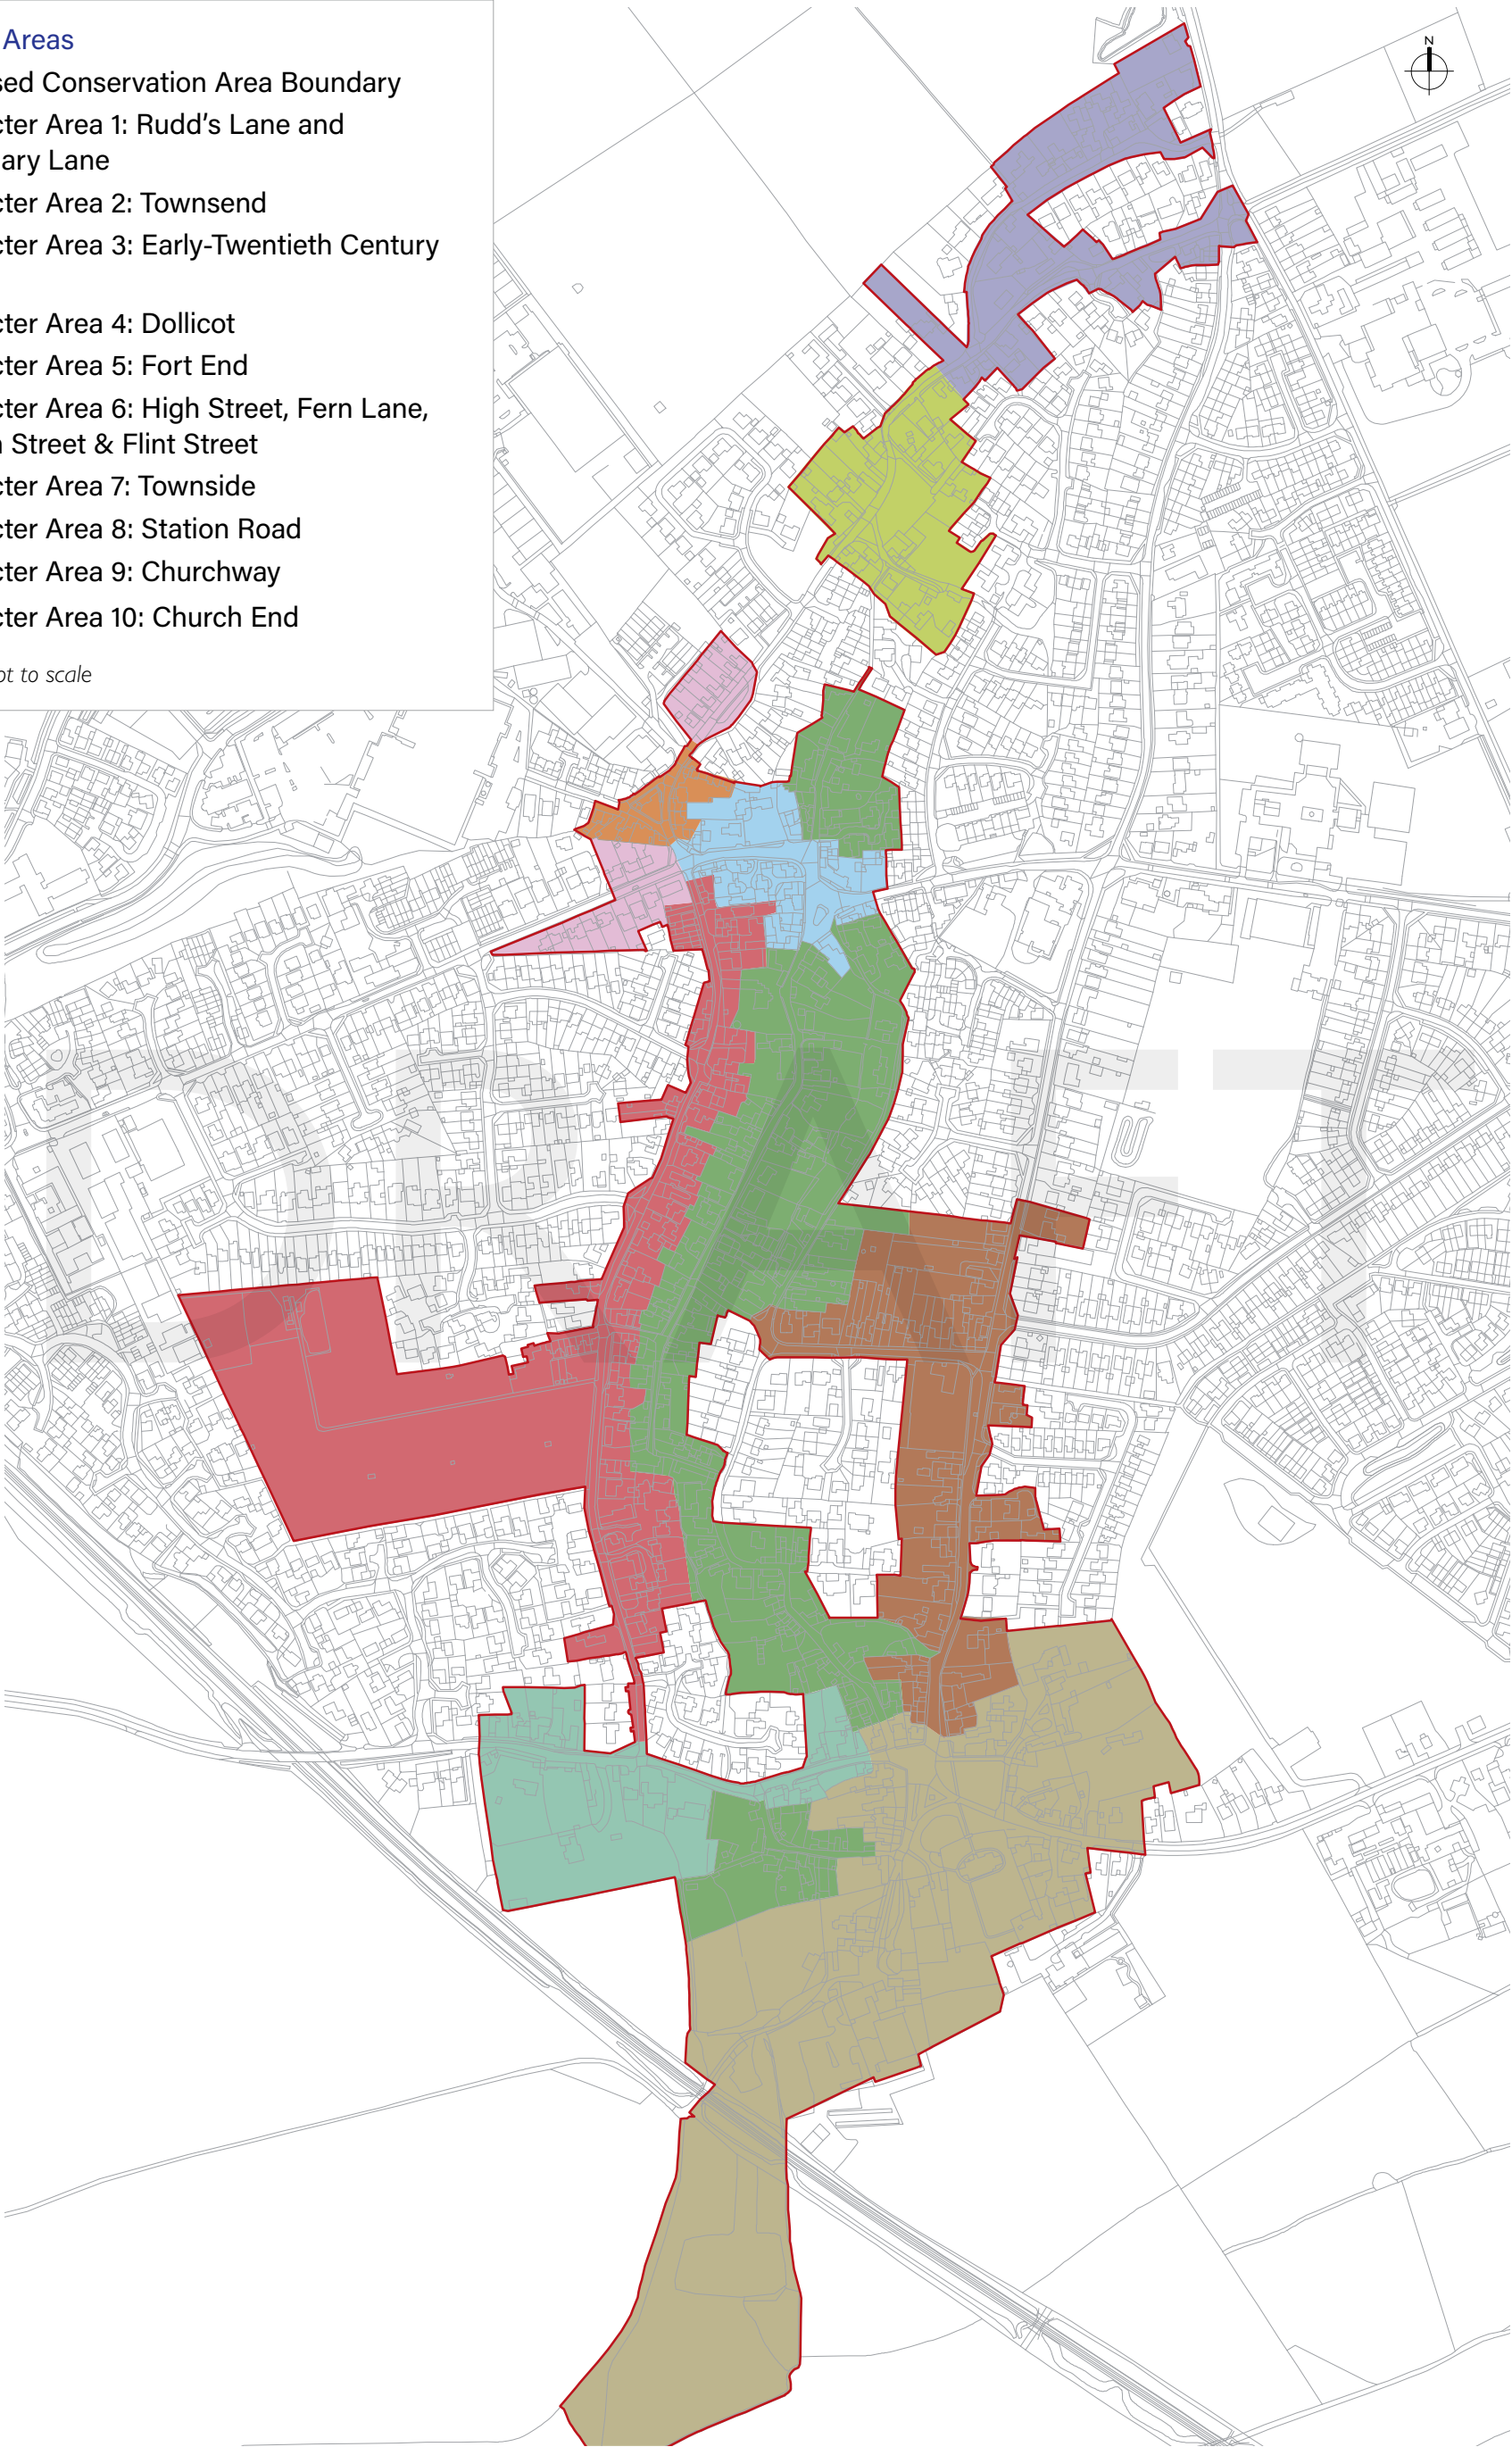 Areas
sed Conservation Area Boundary
cter Area 1: Rudd’s Lane and
ary Lane
cter Area 2: Townsend
cter Area 3: Early-Twentieth Century
cter Area 4: Dollicot
cter Area 5: Fort End
cter Area 6: High Street, Fern Lane,
n Street & Flint Street
cter Area 7: Townside
cter Area 8: Station Road
cter Area 9: Churchway
cter Area 10: Church End
ot to scale
N
DRAFT